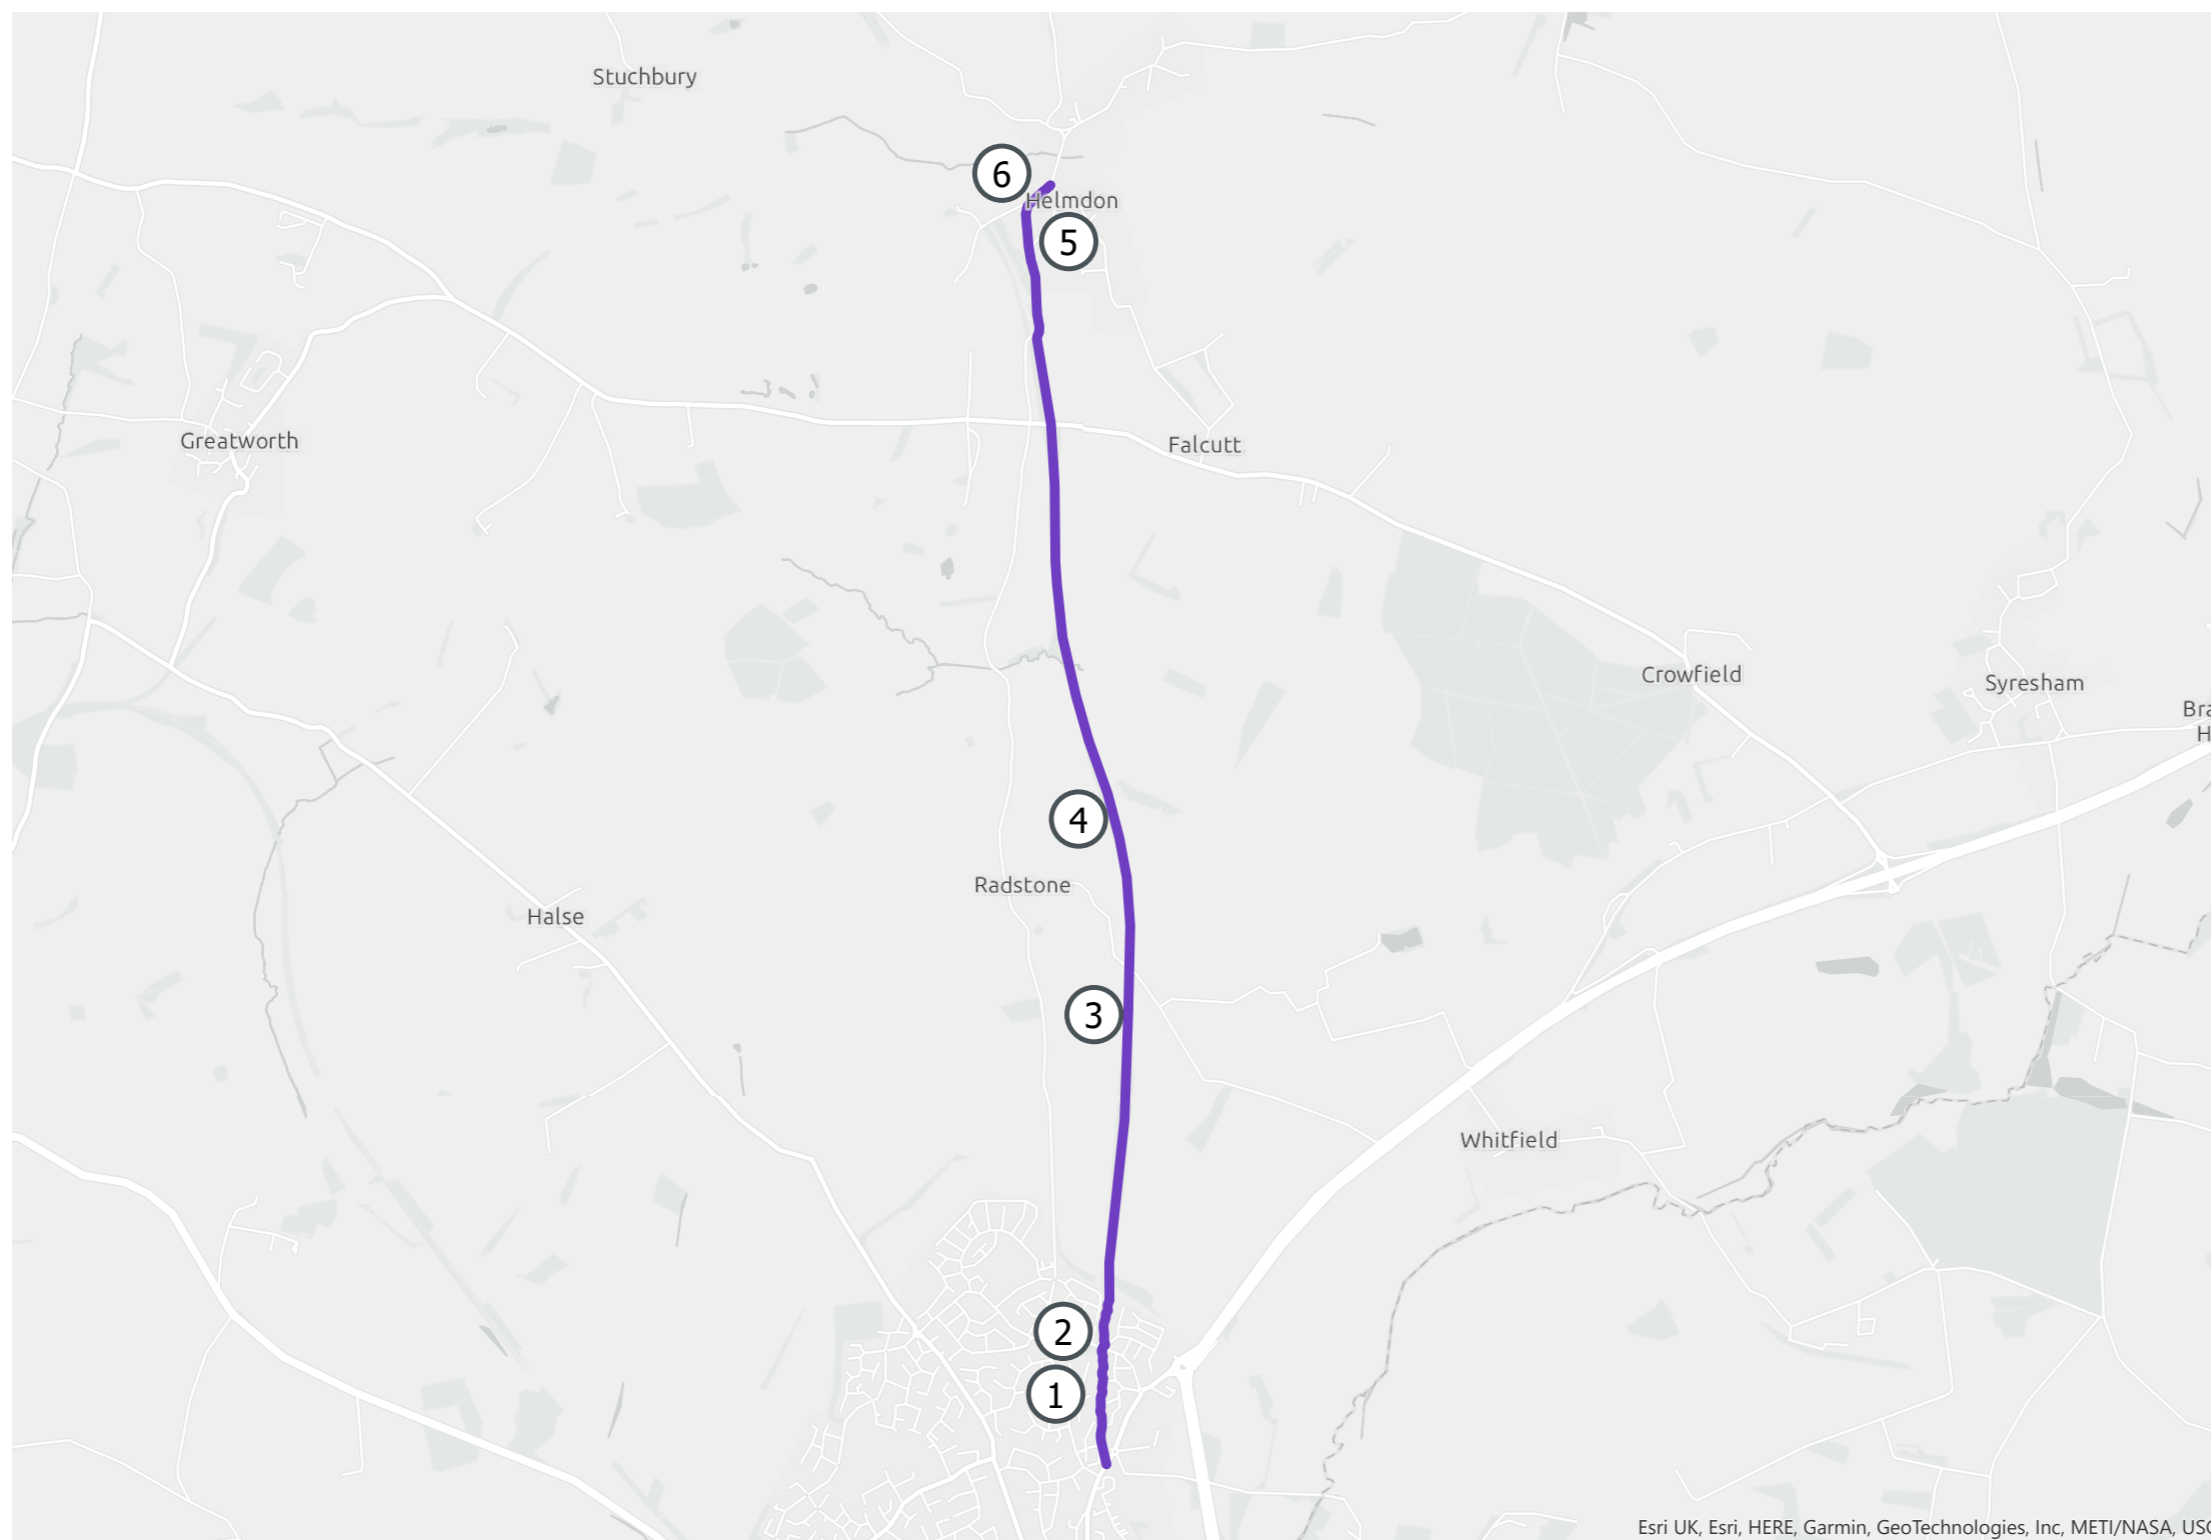 Stuchbury
6
Helmdon
5
Greatworth
Falcutt
Crowfield
Syresham
Bra
H
4
Radstone
Halse
3
Whitfield
2
1
Esri UK, Esri, HERE, Garmin, GeoTechnologies, Inc, METI/NASA, USG